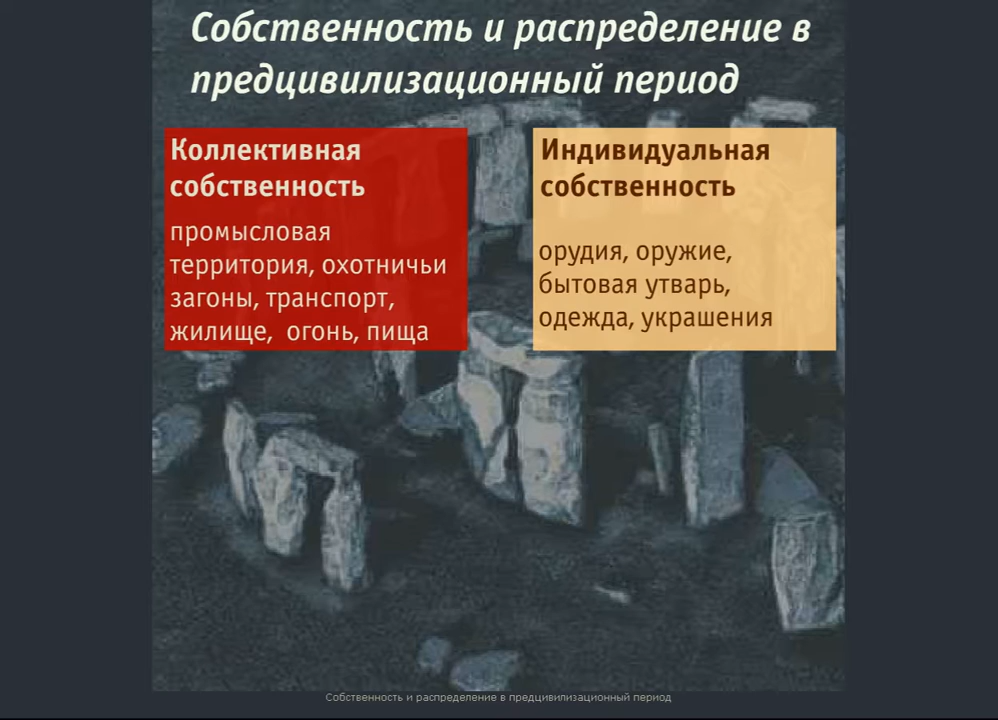 Собственность и распределение в
предцивилизационный период
Коллективная
собственность
промысловая
территория, охотничьи
загоны, транспорт,
жилище, огонь, пища
Индивидуальная
собственность
орудия, оружие,
бытовая утварь,
одежда, украшения
Собственность и распределение в предцивилизационный период